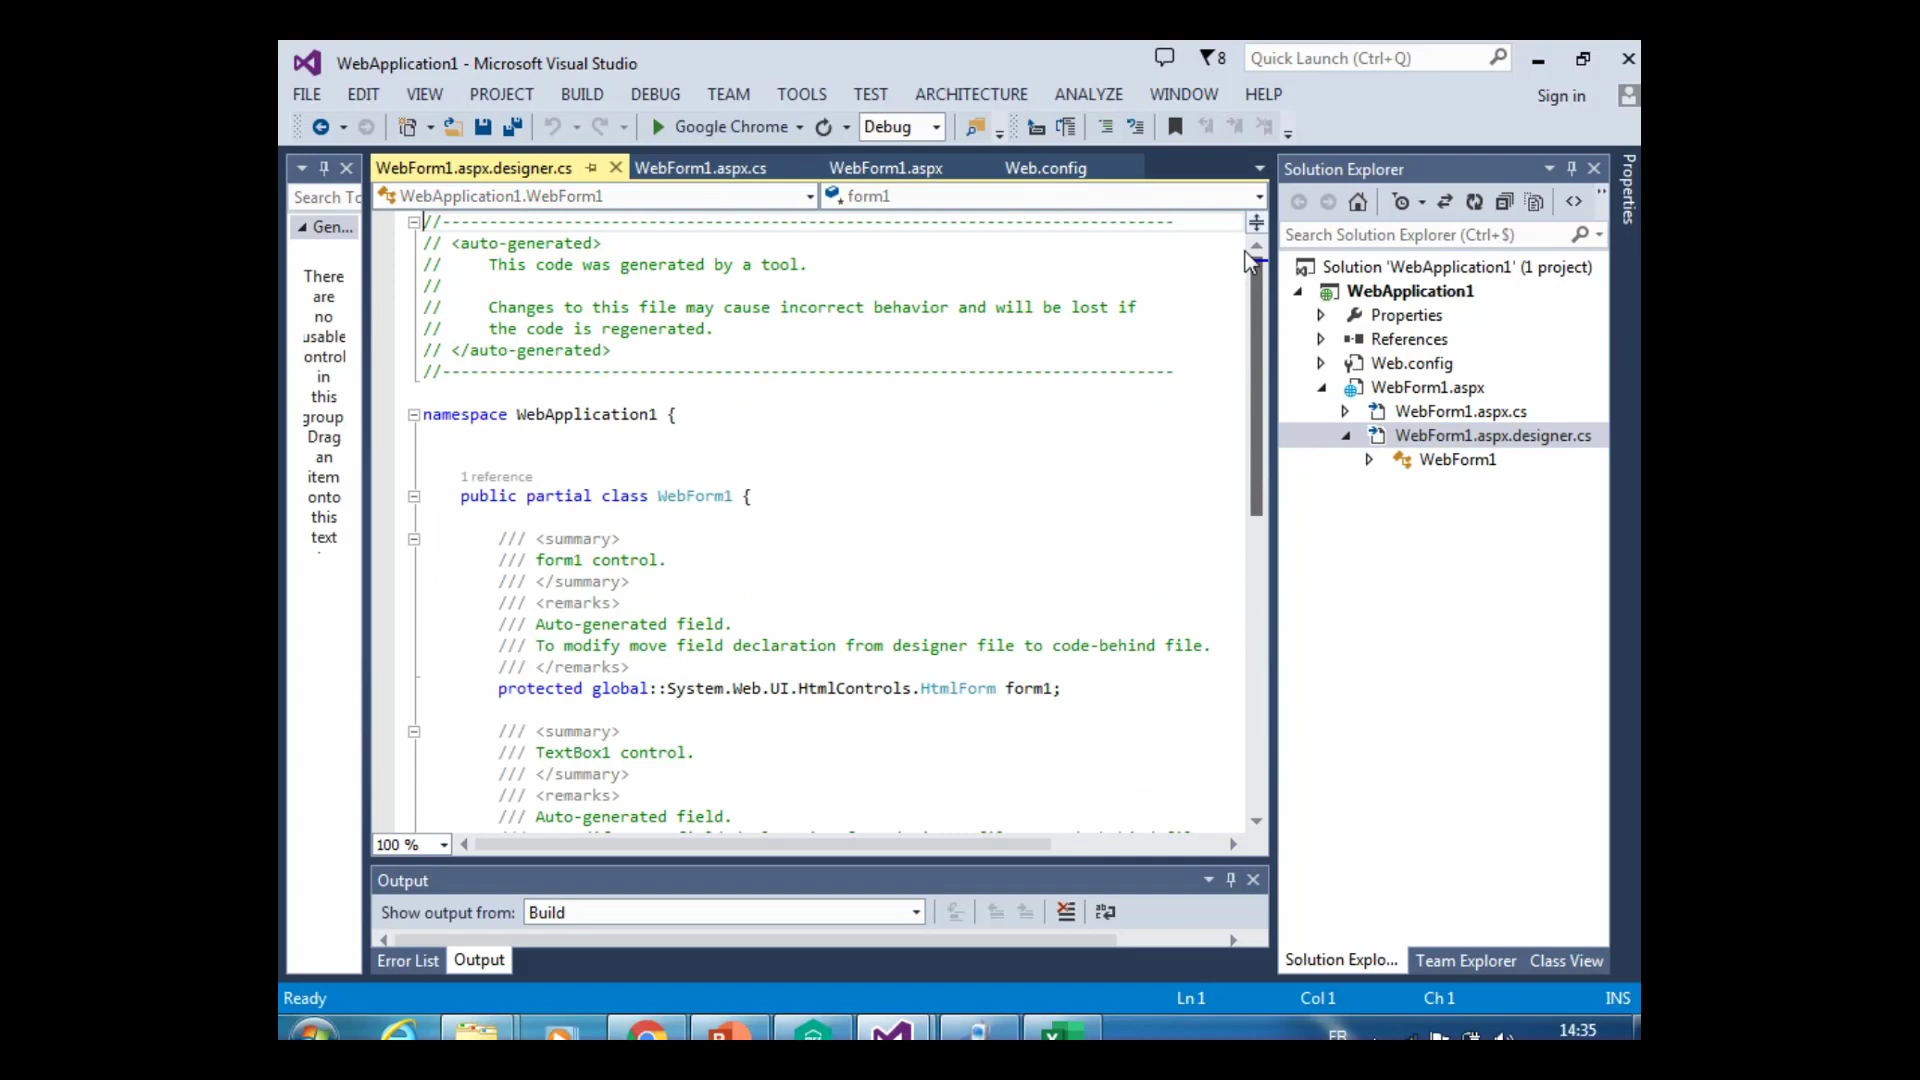 WebApplication1 - Microsoft Visual Studio
8
Quick Launch (Ctrl+Q)
FILE EDIT VIEW PROJECT BUILD DEBUG TEAM TOOLS TEST ARCHITECTURE ANALYZE WINDOW HELP
Sign in
Google Chrome
Debug
WebForm1.aspx.designer.cs
WebForm1.aspx.cs
WebForm1.aspx
Web.config
Search To
WebApplication1.WebForm1
form1
Gen...
There
are
no
usable
ontrol
in
this
group
Drag
an
item
onto
this
text
//------------------------------------------------------------------------------
// <auto-generated>
//     This code was generated by a tool.
//
//     Changes to this file may cause incorrect behavior and will be lost if
//     the code is regenerated.
// </auto-generated>
//------------------------------------------------------------------------------
namespace WebApplication1 {
1 reference
public partial class WebForm1 {
/// <summary>
/// form1 control.
/// </summary>
/// <remarks>
/// Auto-generated field.
/// To modify move field declaration from designer file to code-behind file.
/// </remarks>
protected global::System.Web.UI.HtmlControls.HtmlForm form1;
/// <summary>
/// TextBox1 control.
/// </summary>
/// <remarks>
/// Auto-generated field.
100 %
Output
Show output from: Build
Error List
Output
Solution Explorer
Search Solution Explorer (Ctrl+$)
Solution 'WebApplication1' (1 project)
WebApplication1
Properties
References
Web.config
WebForm1.aspx
WebForm1.aspx.cs
WebForm1.aspx.designer.cs
WebForm1
Solution Explo...
Team Explorer
Class View
Properties
Ready
Ln 1
Col 1
Ch 1
INS
FR
14:35